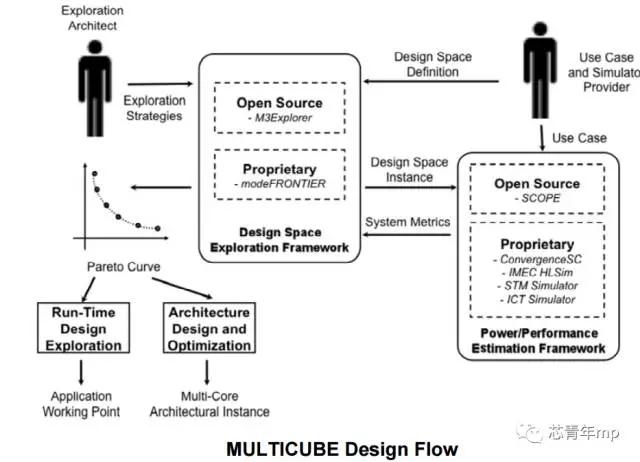 Exploration
Architect
Exploration
Strategies
Open Source
- M3Explorer
Proprietary
- modeFRONTIER
Design Space
Exploration Framework
Design Space
Definition
Use Case
and Simulator
Provider
Use Case
Design Space
Instance
System Metrics
Open Source
- SCOPE
Proprietary
- ConvergenceSC
- IMEC HLSim
- STM Simulator
- ICT Simulator
Power/Performance
Estimation Framework
Pareto Curve
Run-Time
Design
Exploration
Architecture
Design and
Optimization
Application
Working Point
Multi-Core
Architectural Instance
芯青年mp
MULTICUBE Design Flow